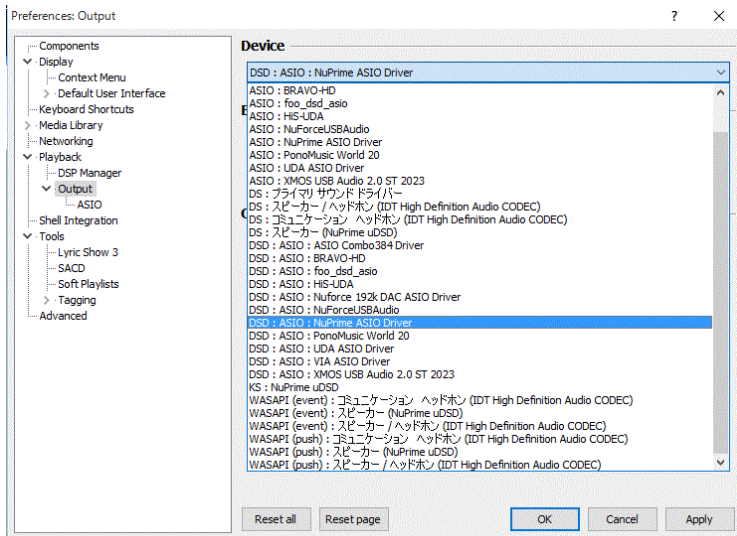 Preferences: Output
?
Components
Display
Context Menu
Default User Interface
Keyboard Shortcuts
Media Library
Networking
Playback
DSP Manager
Output
ASIO
Shell Integration
Tools
Lyric Show 3
SACD
Soft Playlists
Tagging
Advanced
Device
DSD : ASIO : NuPrime ASIO Driver
ASIO : BRAVO-HD
ASIO : foo_dsd_asio
ASIO : HiS-UDA
ASIO : NuForceUSBAudio
ASIO : NuPrime ASIO Driver
ASIO : PonoMusic World 20
ASIO : UDA ASIO Driver
ASIO : XMOS USB Audio 2.0 ST 2023
DS : プライマリ サウンド ドライバー
DS : スピーカー / ヘッドホン (IDT High Definition Audio CODEC)
DS : コミュニケーション ヘッドホン (IDT High Definition Audio CODEC)
DS : スピーカー (NuPrime uDSD)
DSD : ASIO : ASIO Combo384 Driver
DSD : ASIO : BRAVO-HD
DSD : ASIO : foo_dsd_asio
DSD : ASIO : HiS-UDA
DSD : ASIO : Nuforce 192k DAC ASIO Driver
DSD : ASIO : NuForceUSBAudio
DSD : ASIO : NuPrime ASIO Driver
DSD : ASIO : PonoMusic World 20
DSD : ASIO : UDA ASIO Driver
DSD : ASIO : VIA ASIO Driver
DSD : ASIO : XMOS USB Audio 2.0 ST 2023
KS : NuPrime uDSD
WASAPI (event) : コミュニケーション ヘッドホン (IDT High Definition Audio CODEC)
WASAPI (event) : スピーカー (NuPrime uDSD)
WASAPI (event) : スピーカー / ヘッドホン (IDT High Definition Audio CODEC)
WASAPI (push) : コミュニケーション ヘッドホン (IDT High Definition Audio CODEC)
WASAPI (push) : スピーカー (NuPrime uDSD)
WASAPI (push) : スピーカー / ヘッドホン (IDT High Definition Audio CODEC)
Reset all
Reset page
OK
Cancel
Apply